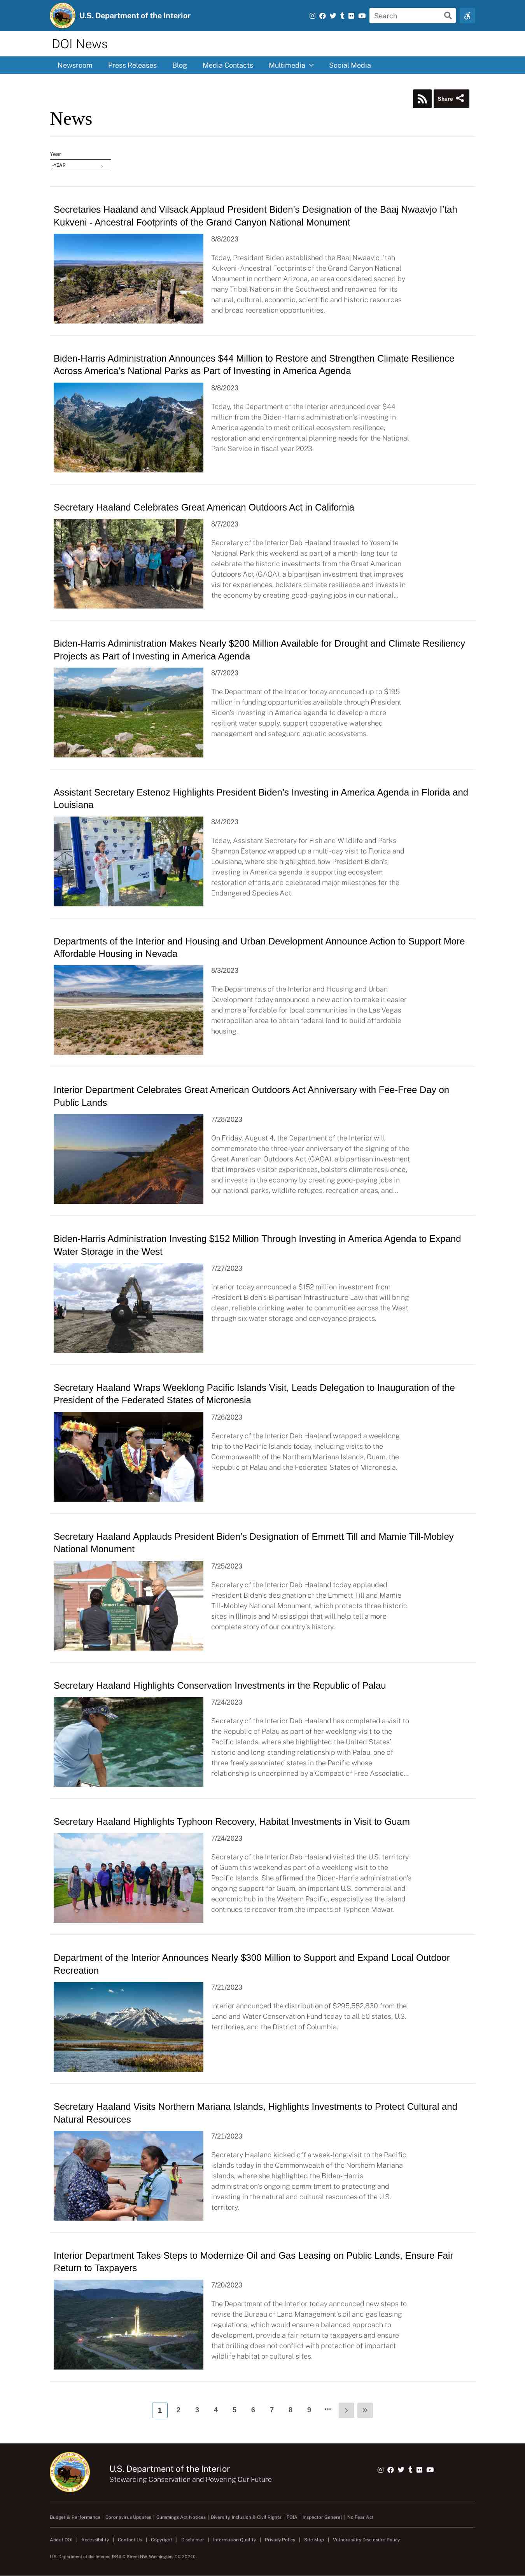 U.S. Department of the Interior
Search
DOI News
Newsroom Press Releases Blog Media Contacts Multimedia Social Media
Share
News
Year
-YEAR
Secretaries Haaland and Vilsack Applaud President Biden's Designation of the Baaj Nwaavjo I'tah
Kukveni - Ancestral Footprints of the Grand Canyon National Monument
8/8/2023
Today, President Biden established the Baaj Nwaavjo I'tah
Kukveni–Ancestral Footprints of the Grand Canyon National
Monument in northern Arizona, an area considered sacred by
many Tribal Nations in the Southwest and renowned for its
natural, cultural, economic, scientific and historic resources
and broad recreation opportunities.
Biden-Harris Administration Announces $44 Million to Restore and Strengthen Climate Resilience
Across America's National Parks as Part of Investing in America Agenda
8/8/2023
Today, the Department of the Interior announced over $44
million from the Biden-Harris administration's Investing in
America agenda to meet critical ecosystem resilience,
restoration and environmental planning needs for the National
Park Service in fiscal year 2023.
Secretary Haaland Celebrates Great American Outdoors Act in California
8/7/2023
Secretary of the Interior Deb Haaland traveled to Yosemite
National Park this weekend as part of a month-long tour to
celebrate the historic investments from the Great American
Outdoors Act (GAOA), a bipartisan investment that improves
visitor experiences, bolsters climate resilience and invests in
the economy by creating good-paying jobs in our national...
Biden-Harris Administration Makes Nearly $200 Million Available for Drought and Climate Resiliency
Projects as Part of Investing in America Agenda
8/7/2023
The Department of the Interior today announced up to $195
million in funding opportunities available through President
Biden's Investing in America agenda to develop a more
resilient water supply, support cooperative watershed
management and safeguard aquatic ecosystems.
Assistant Secretary Estenoz Highlights President Biden's Investing in America Agenda in Florida and
Louisiana
8/4/2023
Today, Assistant Secretary for Fish and Wildlife and Parks
Shannon Estenoz wrapped up a multi-day visit to Florida and
Louisiana, where she highlighted how President Biden's
Investing in America agenda is supporting ecosystem
restoration efforts and celebrated major milestones for the
Endangered Species Act.
Departments of the Interior and Housing and Urban Development Announce Action to Support More
Affordable Housing in Nevada
8/3/2023
The Departments of the Interior and Housing and Urban
Development today announced a new action to make it easier
and more affordable for local communities in the Las Vegas
metropolitan area to obtain federal land to build affordable
housing.
Interior Department Celebrates Great American Outdoors Act Anniversary with Fee-Free Day on
Public Lands
7/28/2023
On Friday, August 4, the Department of the Interior will
commemorate the three-year anniversary of the signing of the
Great American Outdoors Act (GAOA), a bipartisan investment
that improves visitor experiences, bolsters climate resilience,
and invests in the economy by creating good-paying jobs in
our national parks, wildlife refuges, recreation areas, and...
Biden-Harris Administration Investing $152 Million Through Investing in America Agenda to Expand
Water Storage in the West
7/27/2023
Interior today announced a $152 million investment from
President Biden's Bipartisan Infrastructure Law that will bring
clean, reliable drinking water to communities across the West
through six water storage and conveyance projects.
Secretary Haaland Wraps Weeklong Pacific Islands Visit, Leads Delegation to Inauguration of the
President of the Federated States of Micronesia
7/26/2023
Secretary of the Interior Deb Haaland wrapped a weeklong
trip to the Pacific Islands today, including visits to the
Commonwealth of the Northern Mariana Islands, Guam, the
Republic of Palau and the Federated States of Micronesia.
Secretary Haaland Applauds President Biden's Designation of Emmett Till and Mamie Till-Mobley
National Monument
7/25/2023
Secretary of the Interior Deb Haaland today applauded
President Biden's designation of the Emmett Till and Mamie
Till-Mobley National Monument, which protects three historic
sites in Illinois and Mississippi that will help tell a more
complete story of our country's history.
Secretary Haaland Highlights Conservation Investments in the Republic of Palau
7/24/2023
Secretary of the Interior Deb Haaland has completed a visit to
the Republic of Palau as part of her weeklong visit to the
Pacific Islands, where she highlighted the United States'
historic and long-standing relationship with Palau, one of
three freely associated states in the Pacific whose
relationship is underpinned by a Compact of Free Associatio...
Secretary Haaland Highlights Typhoon Recovery, Habitat Investments in Visit to Guam
7/24/2023
Secretary of the Interior Deb Haaland visited the U.S. territory
of Guam this weekend as part of a weeklong visit to the
Pacific Islands. She affirmed the Biden-Harris administration's
ongoing support for Guam, an important U.S. commercial and
economic hub in the Western Pacific, especially as the island
continues to recover from the impacts of Typhoon Mawar.
Department of the Interior Announces Nearly $300 Million to Support and Expand Local Outdoor
Recreation
7/21/2023
Interior announced the distribution of $295,582,830 from the
Land and Water Conservation Fund today to all 50 states, U.S.
territories, and the District of Columbia.
Secretary Haaland Visits Northern Mariana Islands, Highlights Investments to Protect Cultural and
Natural Resources
7/21/2023
Secretary Haaland kicked off a week-long visit to the Pacific
Islands today in the Commonwealth of the Northern Mariana
Islands, where she highlighted the Biden-Harris
administration's ongoing commitment to protecting and
investing in the natural and cultural resources of the U.S.
territory.
Interior Department Takes Steps to Modernize Oil and Gas Leasing on Public Lands, Ensure Fair
Return to Taxpayers
7/20/2023
The Department of the Interior today announced new steps to
revise the Bureau of Land Management's oil and gas leasing
regulations, which would ensure a balanced approach to
development, provide a fair return to taxpayers and ensure
that drilling does not conflict with protection of important
wildlife habitat or cultural sites.
1 2 3 4 5 6 7 8 9 ... › »
U.S. Department of the Interior
Stewarding Conservation and Powering Our Future
Budget & Performance | Coronavirus Updates | Cummings Act Notices | Diversity, Inclusion & Civil Rights | FOIA | Inspector General | No Fear Act
About DOI | Accessibility | Contact Us | Copyright | Disclaimer | Information Quality | Privacy Policy | Site Map | Vulnerability Disclosure Policy
U.S. Department of the Interior, 1849 C Street NW, Washington, DC 20240.